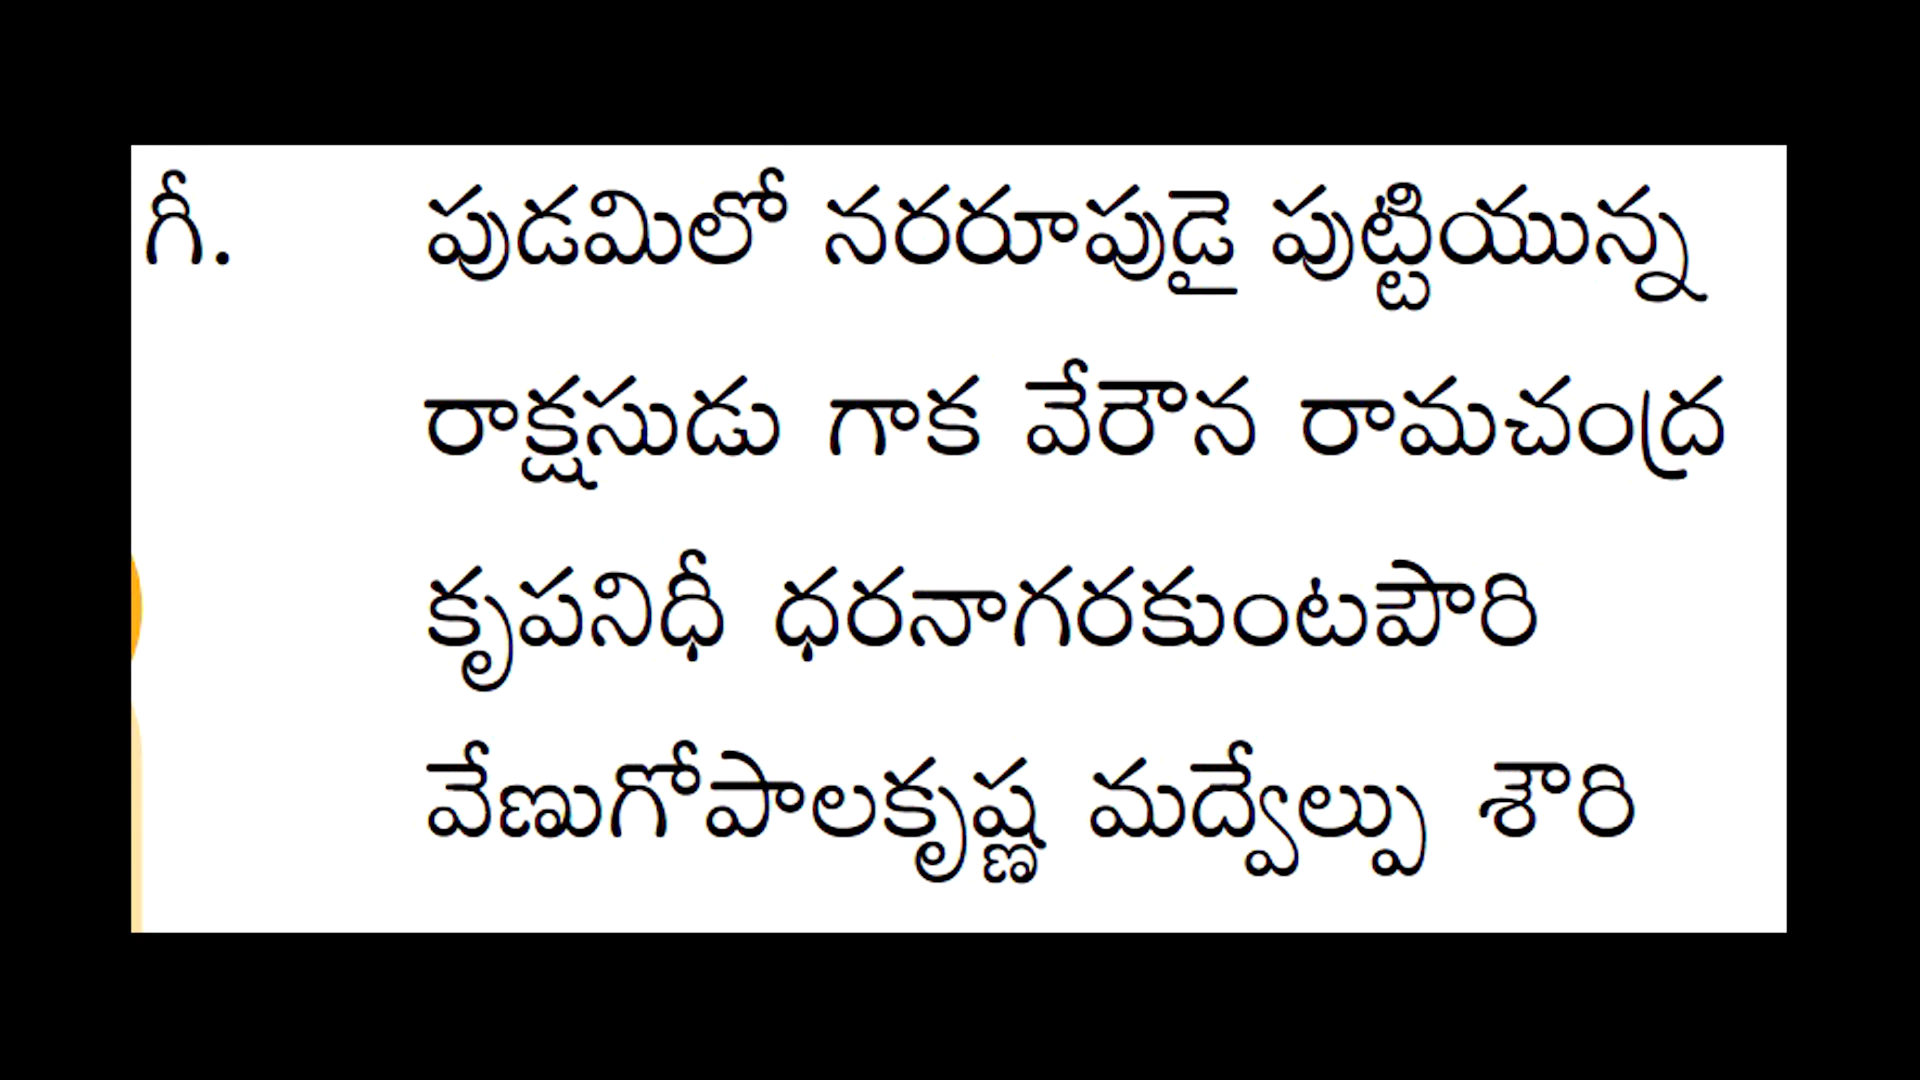 గీ. పుడమిలో నరరూపుడై పుట్టియున్న
రాక్షసుడు గాక వేరౌన రామచంద్ర
కృపనిధీ ధరనాగరకుంటపౌరి
వేణుగోపాలకృష్ణ మద్వేల్పు శౌరి